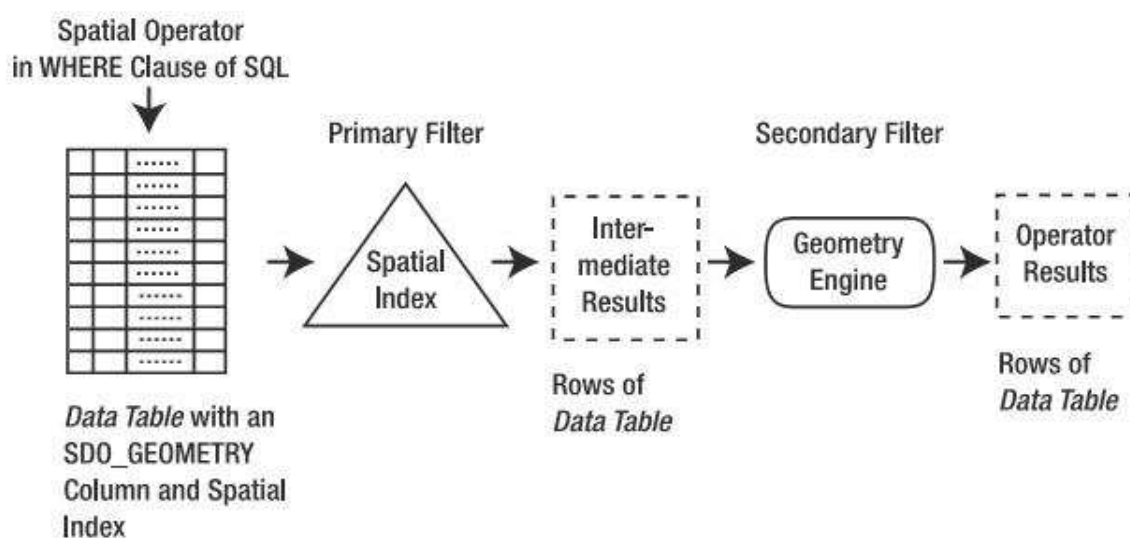 Spatial Operator
in WHERE Clause of SQL
Primary Filter
Secondary Filter
......
......
......
......
......
......
......
......
......
......
Spatial
Index
Inter-
mediate
Results
Geometry
Engine
Operator
Results
Data Table with an
SDO_GEOMETRY
Column and Spatial
Index
Rows of
Data Table
Rows of
Data Table